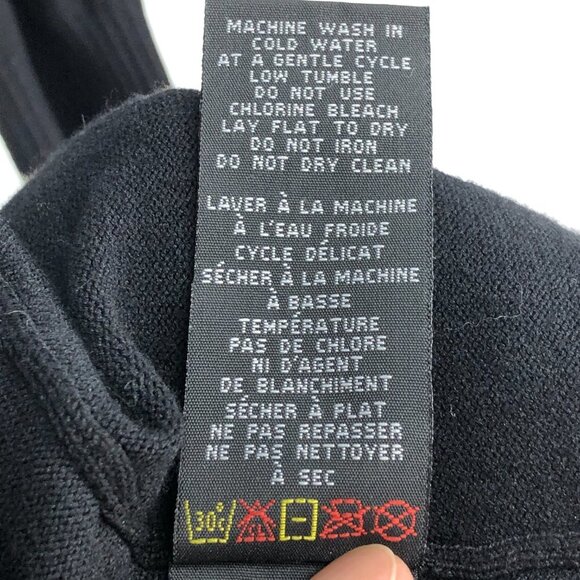 MACHINE WASH IN
COLD WATER
AT A GENTLE CYCLE
LOW TUMBLE
DO NOT USE
CHLORINE BLEACH
LAY FLAT TO DRY
DO NOT IRON
DO NOT DRY CLEAN
LAVER À LA MACHINE
À L'EAU FROIDE
CYCLE DÉLICAT
SÉCHER À LA MACHINE
À BASSE
TEMPÉRATURE
PAS DE CHLORE
NI D'AGENT
DE BLANCHIMENT
SÉCHER À PLAT
NE PAS REPASSER
NE PAS NETTOYER
À SEC
30c